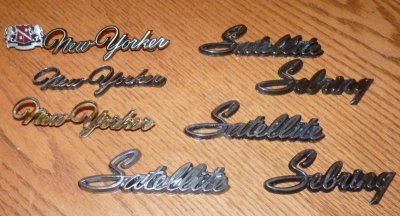 N New Yorker
Satellite
New Yorker
Sebring
New Yorker
Satellite
Satellite
Sebring